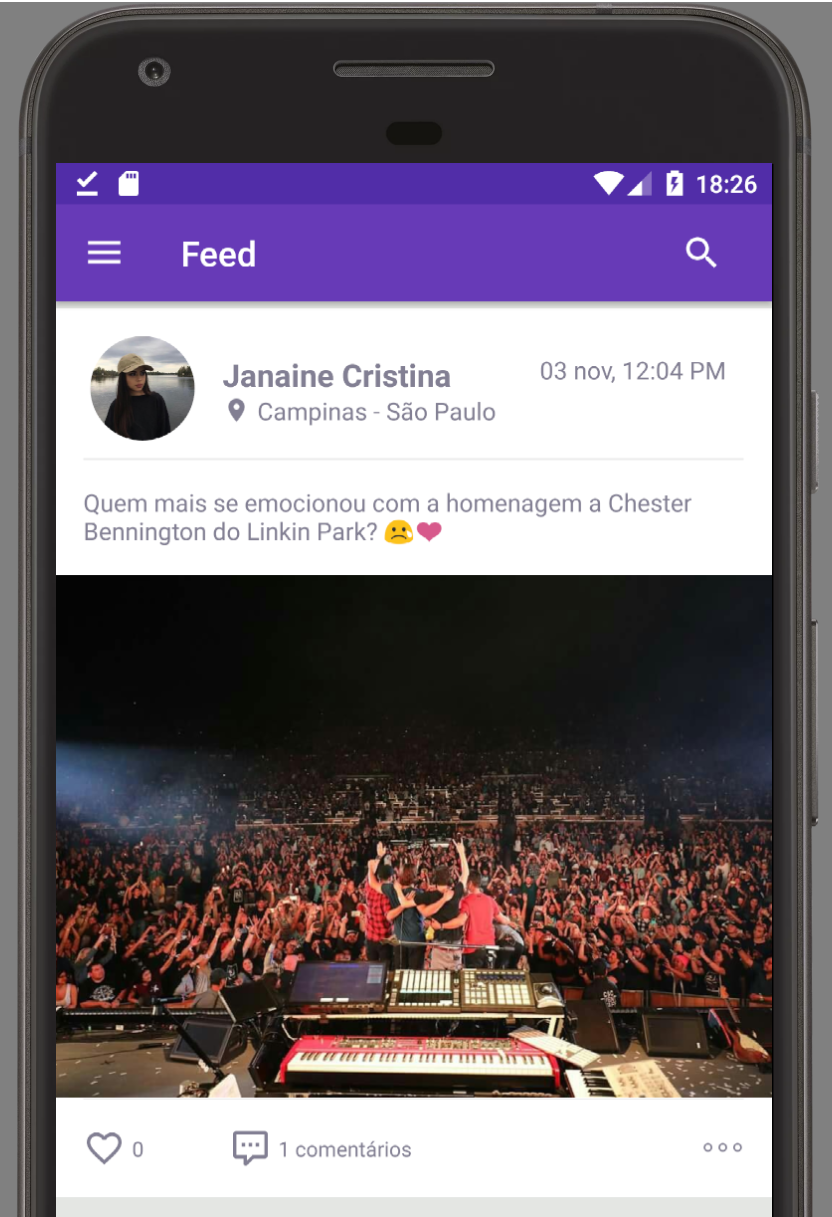 18:26
Feed
Janaine Cristina
03 nov, 12:04 PM
Campinas - São Paulo
Quem mais se emocionou com a homenagem a Chester
Bennington do Linkin Park? 😢❤
0
1 comentários